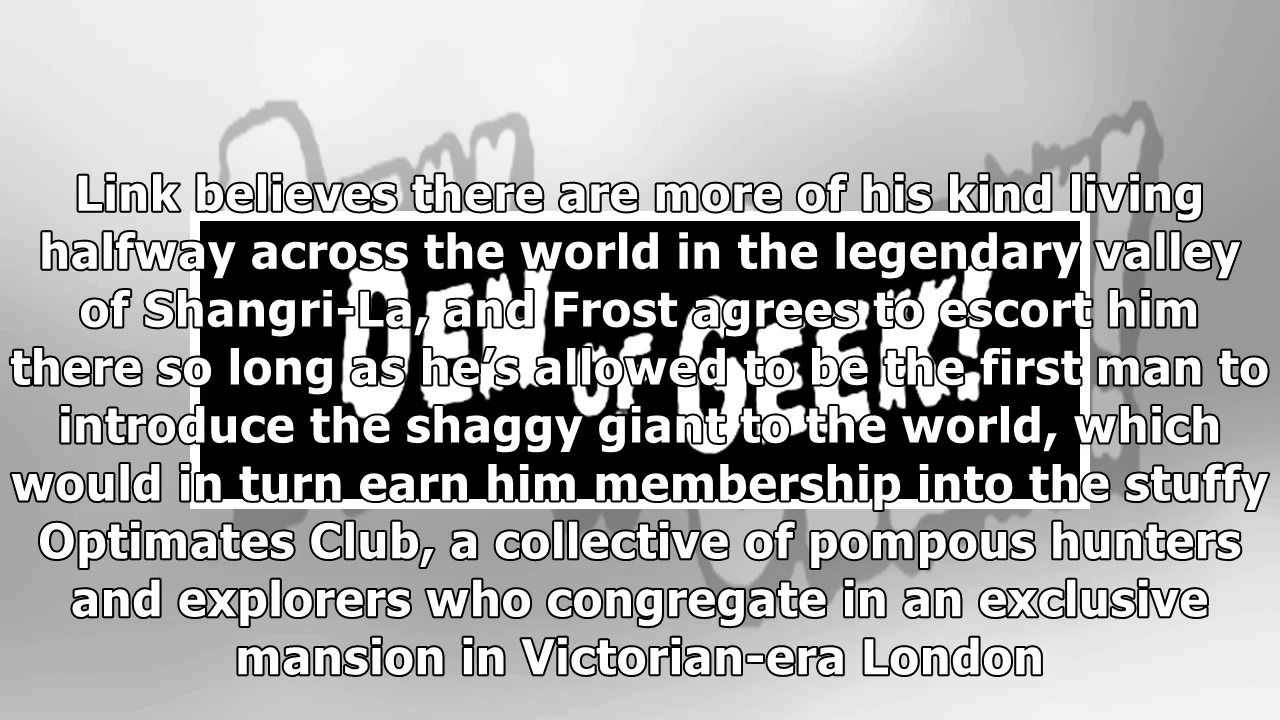 Link believes there are more of his kind living
halfway across the world in the legendary valley
of Shangri-La, and Frost agrees to escort him
there so long as he’s allowed to be the first man to
introduce the shaggy giant to the world, which
would in turn earn him membership into the stuffy
Optimates Club, a collective of pompous hunters
and explorers who congregate in an exclusive
mansion in Victorian-era London
DEN OF GEEK!